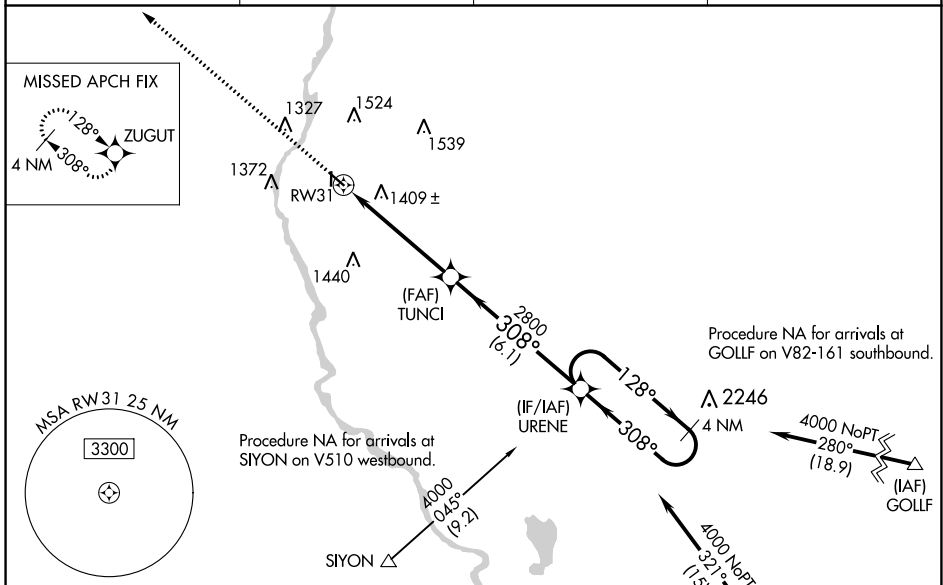 MISSED APCH FIX
128°
ZUGUT
4 NM
308°
1327
1524
1539
1372
RW31
1409 ±
1440
(FAF)
TUNCI
2800
308°
(6.1)
Procedure NA for arrivals at
GOLLF on V82-161 southbound.
128°
2246
(IF/IAF)
URENE
4 NM
308°
4000 NoPT
280°
(18.9)
(IAF)
GOLLF
MSA RW31 25 NM
3300
Procedure NA for arrivals at
SIYON on V510 westbound.
4000
045°
(9.2)
SIYON
4000 NoPT
321°